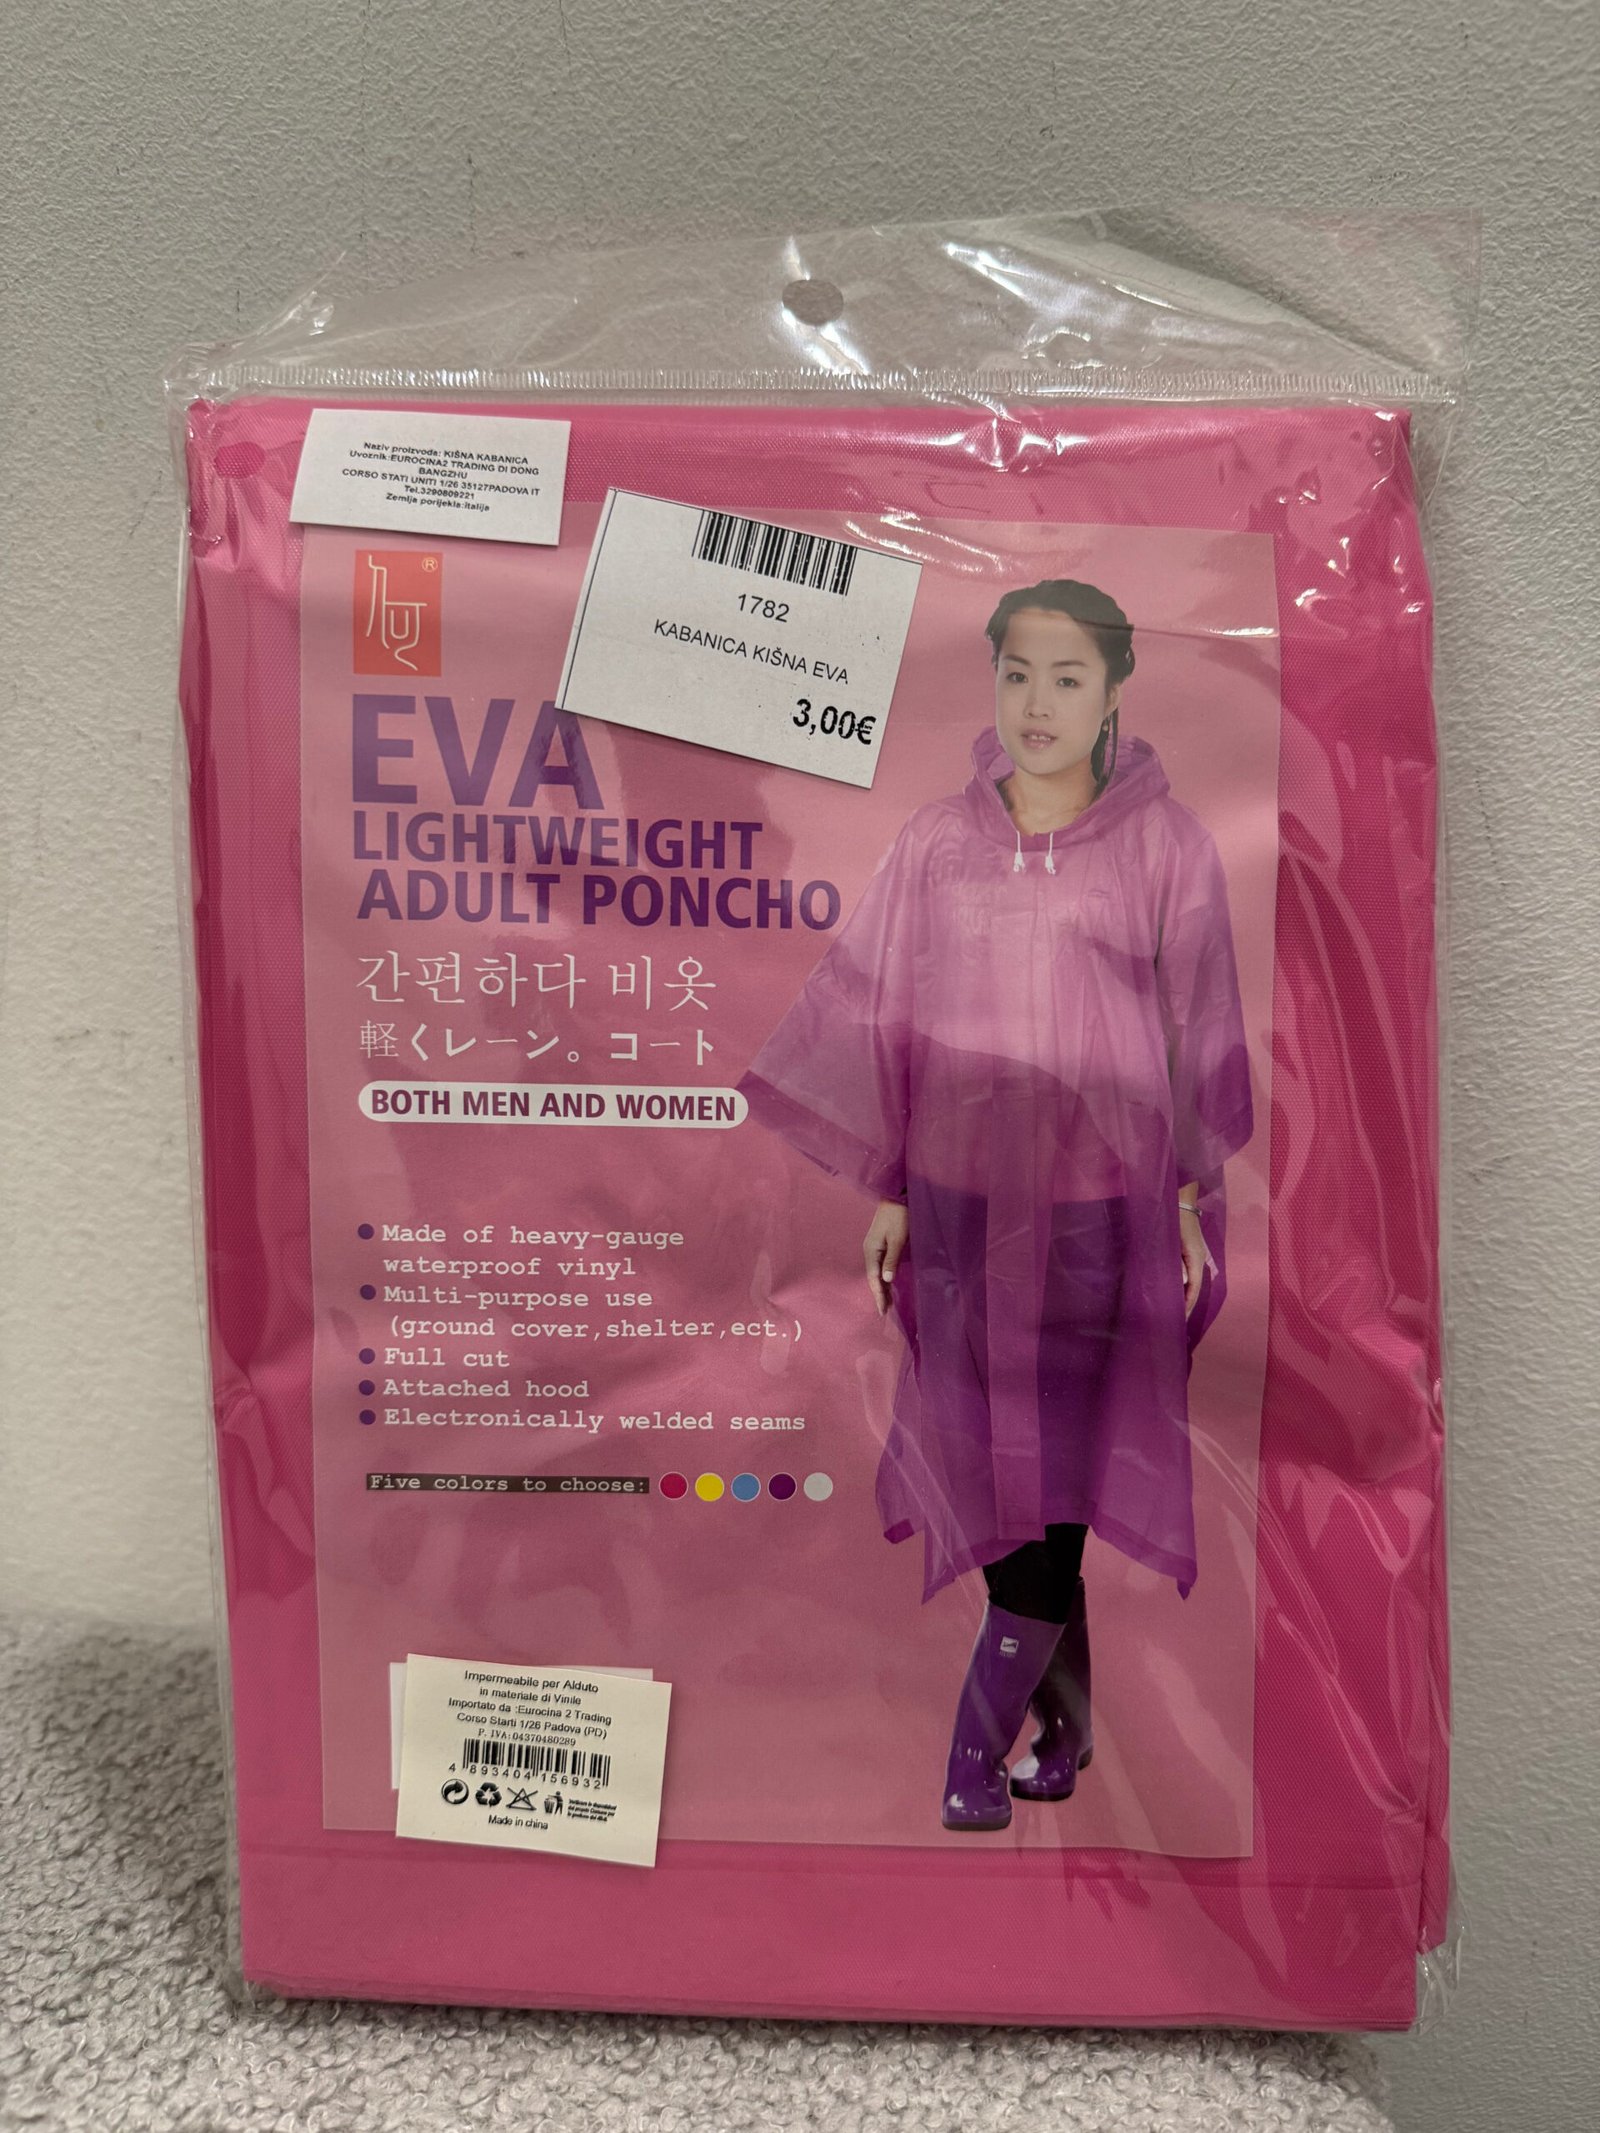 Naziv proizvoda: KIŠNA KABANICA
Uvoznik:EUROCINA2 TRADING DI DONG
BANGZHU
CORSO STATI UNITI 1/26 35127PADOVA IT
Tel.3290809221
Zemlja porijekla:italija
1782
KABANICA KIŠNA EVA
3,00€
®
EVA
LIGHTWEIGHT
ADULT PONCHO
간편하다 비옷
軽くレーン。コート
BOTH MEN AND WOMEN
Made of heavy-gauge
waterproof vinyl
Multi-purpose use
(ground cover,shelter,ect.)
Full cut
Attached hood
Electronically welded seams
Five colors to choose:
Impermeabile per Alduto
in materiale di Vinile
Importato da :Eurocina 2 Trading
Corso Starti 1/26 Padova (PD)
P. IVA:04370480289
4 893404 156932
Made in china